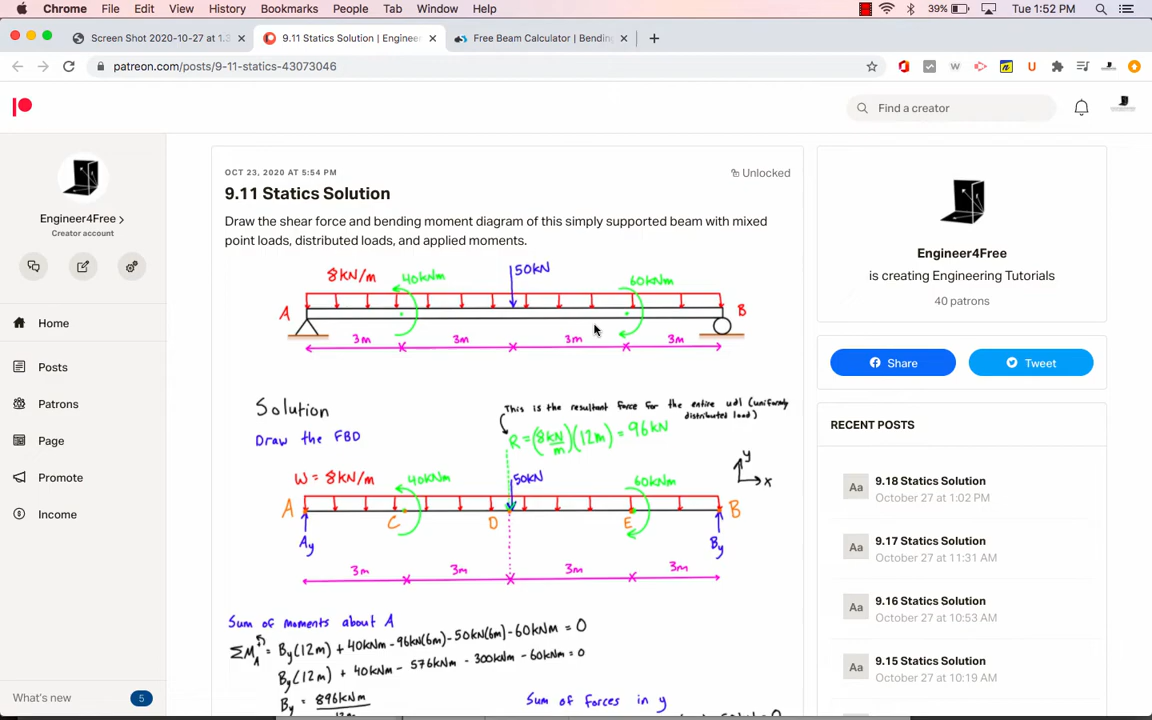 Chrome File Edit View History Bookmarks People Tab Window Help 39% Tue 1:52 PM
Screen Shot 2020-10-27 at 1.3 × 9.11 Statics Solution | Enginee × Free Beam Calculator | Bending × +
patreon.com/posts/9-11-statics-43073046
Find a creator
Engineer4Free
Creator account
Home
Posts
Patrons
Page
Promote
Income
What's new 5
OCT 23, 2020 AT 5:54 PM Unlocked
9.11 Statics Solution
Draw the shear force and bending moment diagram of this simply supported beam with mixed
point loads, distributed loads, and applied moments.
8kN/m 40kNm 50kN 60kNm
A B
3m 3m 3m 3m
Solution
This is the resultant force for the entire udl (uniformly
distributed load)
Draw the FBD
R = (8kN/m)(12m) = 96kN
W = 8kN/m 40kNm 50kN 60kNm
y
x
A C D E B
Ay By
3m 3m 3m 3m
Sum of moments about A
ΣMA = By(12m) + 40kNm - 96kN(6m) - 50kN(6m) - 60kNm = 0
By(12m) + 40kNm - 576kNm - 300kNm - 60kNm = 0
By = 896kNm
Sum of forces in y
Engineer4Free
is creating Engineering Tutorials
40 patrons
Share
Tweet
RECENT POSTS
Aa 9.18 Statics Solution
October 27 at 1:02 PM
Aa 9.17 Statics Solution
October 27 at 11:31 AM
Aa 9.16 Statics Solution
October 27 at 10:53 AM
Aa 9.15 Statics Solution
October 27 at 10:19 AM